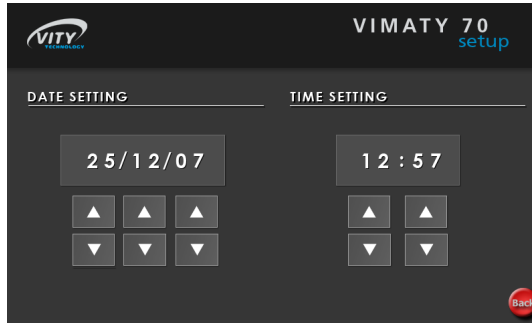 VITY
TECHNOLOGY
VIMATY 70
setup
DATE SETTING
TIME SETTING
25/12/07
12:57
Back